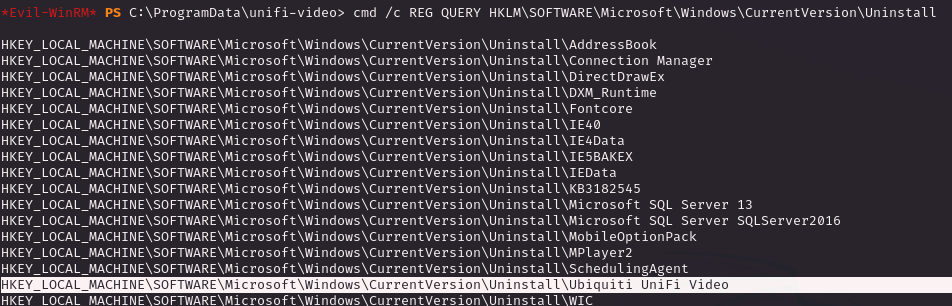 *Evil-WinRM* PS C:\ProgramData\unifi-video> cmd /c REG QUERY HKLM\SOFTWARE\Microsoft\Windows\CurrentVersion\Uninstall
HKEY_LOCAL_MACHINE\SOFTWARE\Microsoft\Windows\CurrentVersion\Uninstall\AddressBook
HKEY_LOCAL_MACHINE\SOFTWARE\Microsoft\Windows\CurrentVersion\Uninstall\Connection Manager
HKEY_LOCAL_MACHINE\SOFTWARE\Microsoft\Windows\CurrentVersion\Uninstall\DirectDrawEx
HKEY_LOCAL_MACHINE\SOFTWARE\Microsoft\Windows\CurrentVersion\Uninstall\DXM_Runtime
HKEY_LOCAL_MACHINE\SOFTWARE\Microsoft\Windows\CurrentVersion\Uninstall\Fontcore
HKEY_LOCAL_MACHINE\SOFTWARE\Microsoft\Windows\CurrentVersion\Uninstall\IE40
HKEY_LOCAL_MACHINE\SOFTWARE\Microsoft\Windows\CurrentVersion\Uninstall\IE4Data
HKEY_LOCAL_MACHINE\SOFTWARE\Microsoft\Windows\CurrentVersion\Uninstall\IE5BAKEX
HKEY_LOCAL_MACHINE\SOFTWARE\Microsoft\Windows\CurrentVersion\Uninstall\IEData
HKEY_LOCAL_MACHINE\SOFTWARE\Microsoft\Windows\CurrentVersion\Uninstall\KB3182545
HKEY_LOCAL_MACHINE\SOFTWARE\Microsoft\Windows\CurrentVersion\Uninstall\Microsoft SQL Server 13
HKEY_LOCAL_MACHINE\SOFTWARE\Microsoft\Windows\CurrentVersion\Uninstall\Microsoft SQL Server SQLServer2016
HKEY_LOCAL_MACHINE\SOFTWARE\Microsoft\Windows\CurrentVersion\Uninstall\MobileOptionPack
HKEY_LOCAL_MACHINE\SOFTWARE\Microsoft\Windows\CurrentVersion\Uninstall\MPlayer2
HKEY_LOCAL_MACHINE\SOFTWARE\Microsoft\Windows\CurrentVersion\Uninstall\SchedulingAgent
HKEY_LOCAL_MACHINE\SOFTWARE\Microsoft\Windows\CurrentVersion\Uninstall\Ubiquiti UniFi Video
HKEY_LOCAL_MACHINE\SOFTWARE\Microsoft\Windows\CurrentVersion\Uninstall\WIC